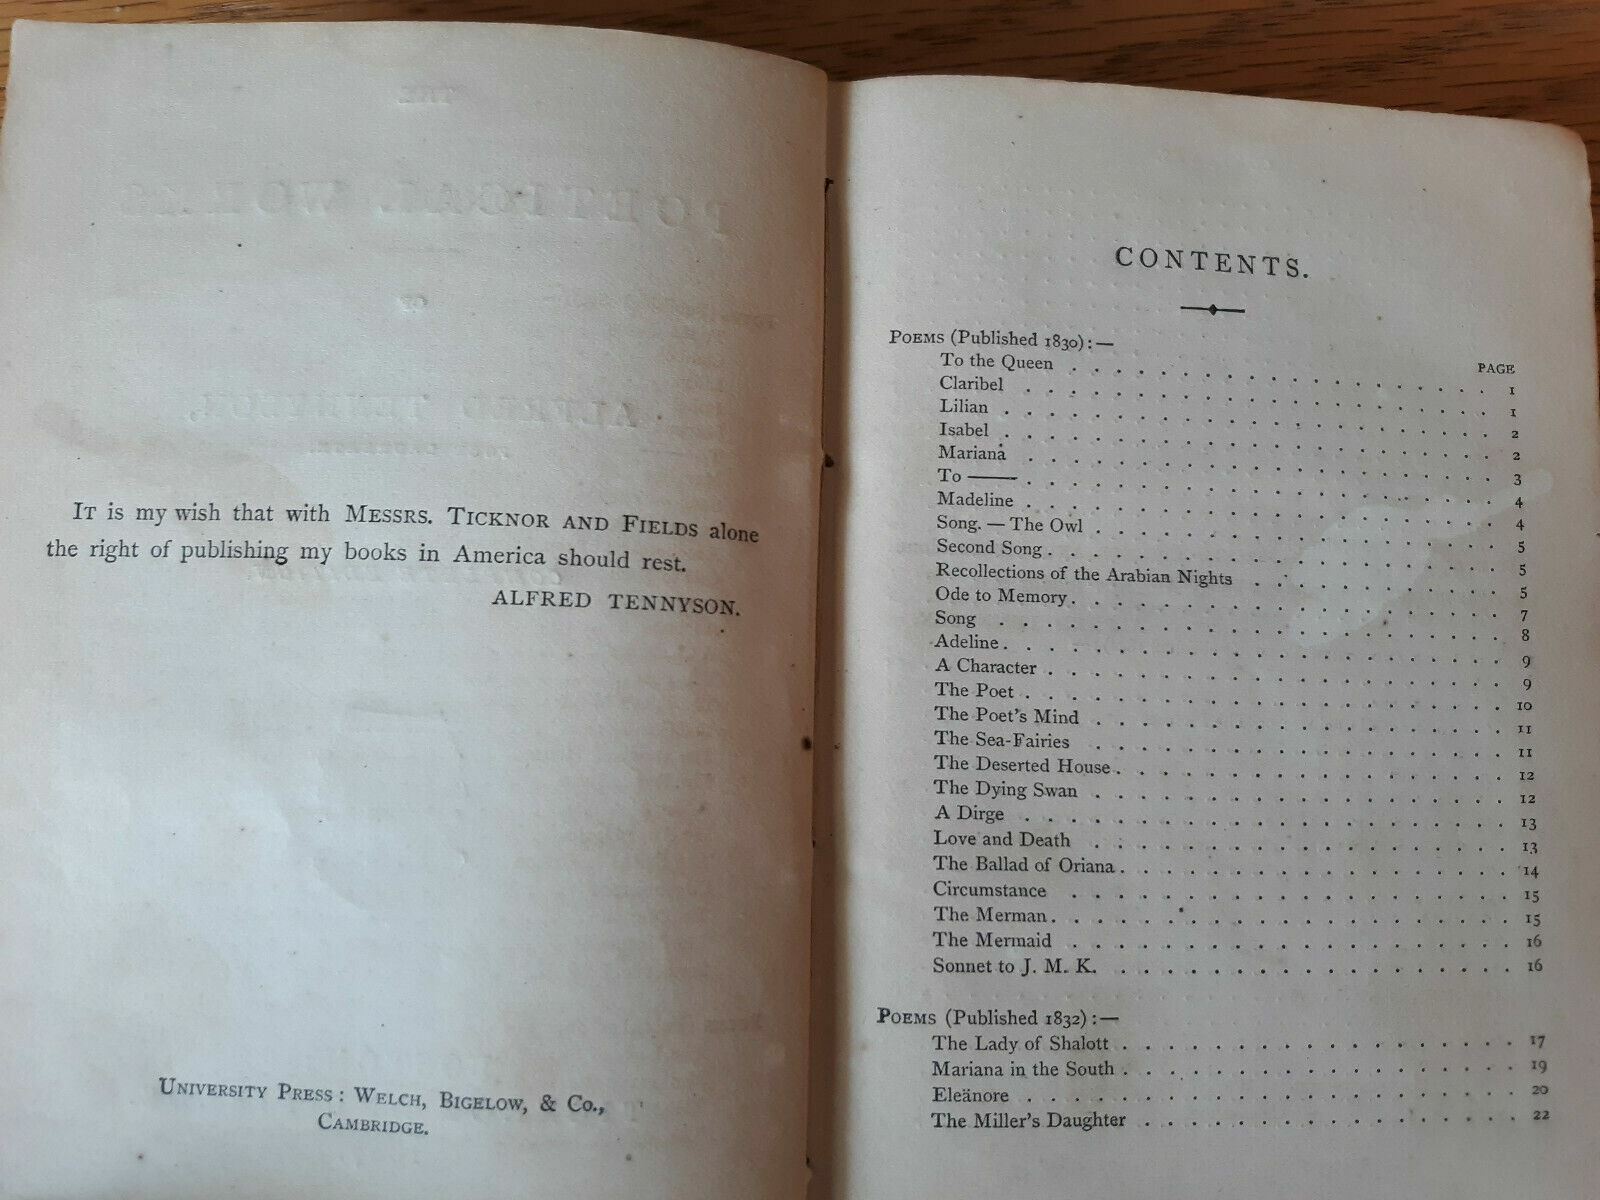 IT is my wish that with MESSRS. TICKNOR AND FIELDS alone
the right of publishing my books in America should rest.
ALFRED TENNYSON.
UNIVERSITY PRESS: WELCH, BIGELOW, & CO.,
CAMBRIDGE.
CONTENTS.
POEMS (Published 1830):—
PAGE
To the Queen . . . . . . . . . . 1
Claribel . . . . . . . . . . 1
Lilian . . . . . . . . . . 2
Isabel . . . . . . . . . . 2
Mariana . . . . . . . . . . 3
To —— . . . . . . . . . . 4
Madeline . . . . . . . . . . 4
Song. — The Owl . . . . . . . . . . 5
Second Song . . . . . . . . . . 5
Recollections of the Arabian Nights . . . . . . . . . . 5
Ode to Memory . . . . . . . . . . 7
Song . . . . . . . . . . 8
Adeline . . . . . . . . . . 9
A Character . . . . . . . . . . 9
The Poet . . . . . . . . . . 10
The Poet's Mind . . . . . . . . . . 11
The Sea-Fairies . . . . . . . . . . 11
The Deserted House . . . . . . . . . . 12
The Dying Swan . . . . . . . . . . 12
A Dirge . . . . . . . . . . 13
Love and Death . . . . . . . . . . 13
The Ballad of Oriana . . . . . . . . . . 14
Circumstance . . . . . . . . . . 15
The Merman . . . . . . . . . . 15
The Mermaid . . . . . . . . . . 16
Sonnet to J. M. K. . . . . . . . . . . 16
POEMS (Published 1832):—
The Lady of Shalott . . . . . . . . . . 17
Mariana in the South . . . . . . . . . . 19
Eleänore . . . . . . . . . . 20
The Miller's Daughter . . . . . . . . . . 22